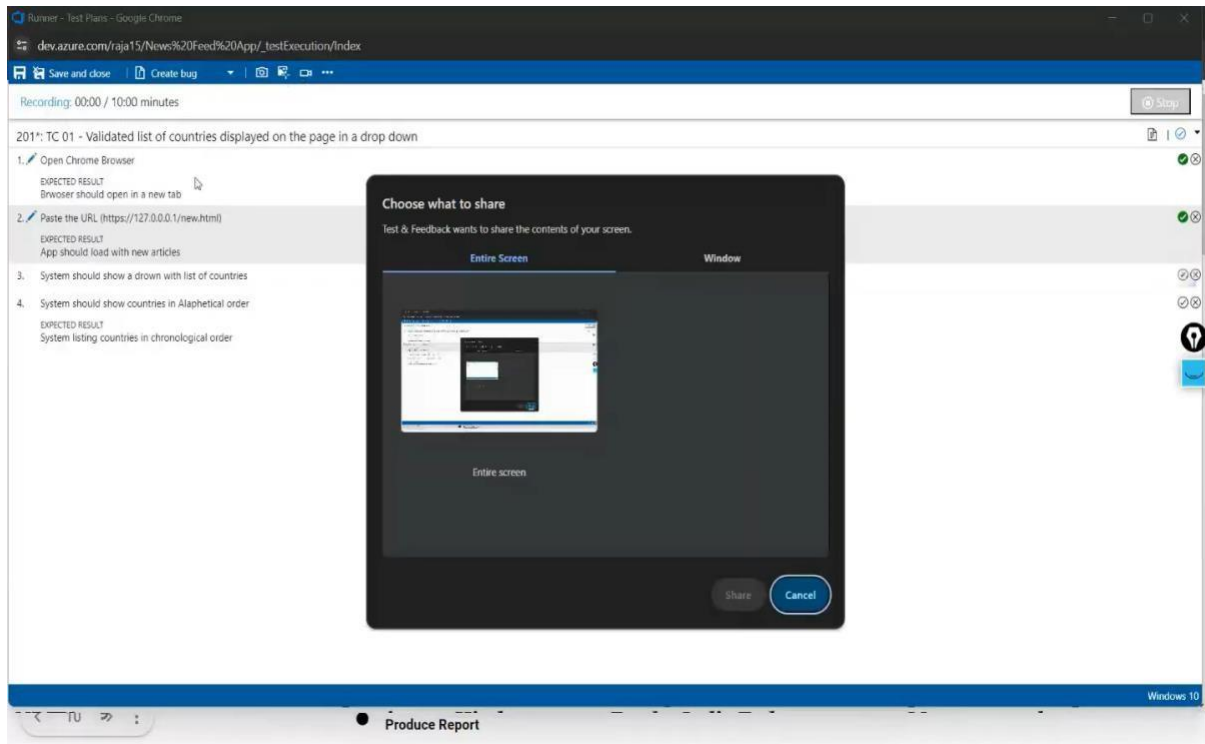 Runner - Test Plans - Google Chrome
dev.azure.com/raja15/News%20Feed%20App/_testExecution/Index
Save and close Create bug
Recording: 00:00 / 10:00 minutes
Stop
201*: TC 01 - Validated list of countries displayed on the page in a drop down
1. Open Chrome Browser
EXPECTED RESULT
Brwoser should open in a new tab
2. Paste the URL (https://127.0.0.0.1/new.html)
EXPECTED RESULT
App should load with new articles
3. System should show a drown with list of countries
4. System should show countries in Alaphetical order
EXPECTED RESULT
System listing countries in chronological order
Choose what to share
Test & Feedback wants to share the contents of your screen.
Entire Screen Window
Entire screen
Share Cancel
Windows 10
Produce Report